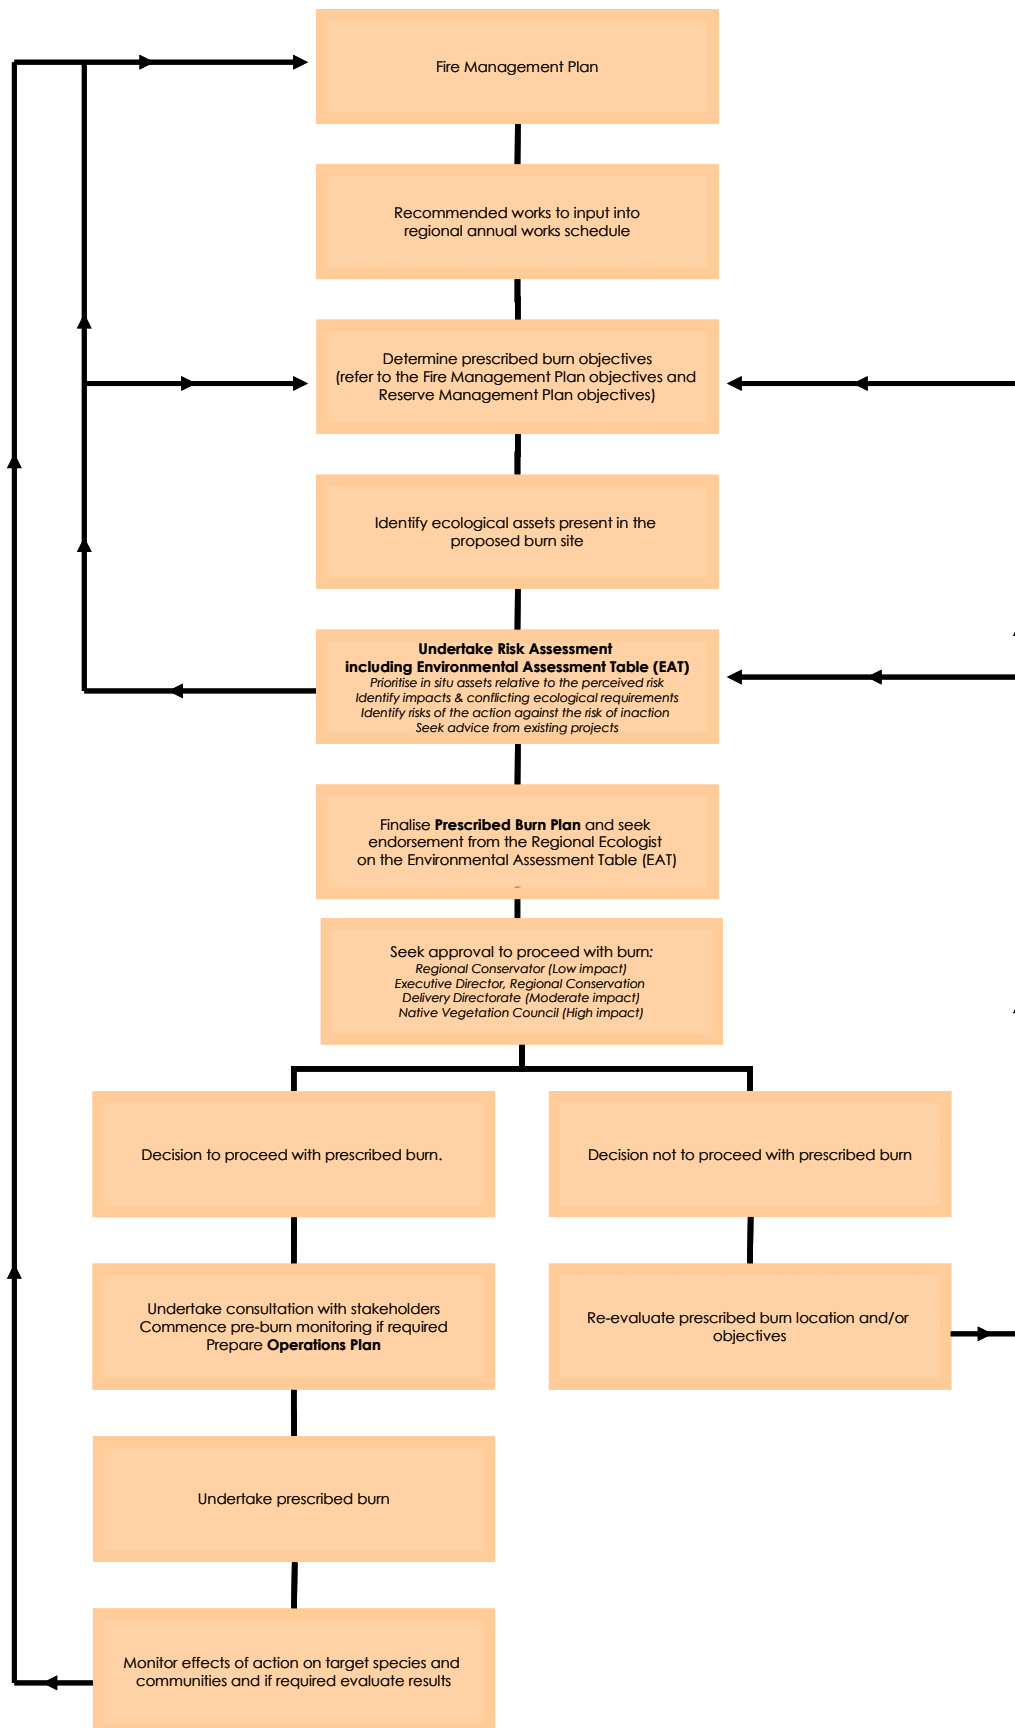 Fire Management Plan
Recommended works to input into
regional annual works schedule
Determine prescribed burn objectives
(refer to the Fire Management Plan objectives and
Reserve Management Plan objectives)
Identify ecological assets present in the
proposed burn site
Undertake Risk Assessment
including Environmental Assessment Table (EAT)
Prioritise in situ assets relative to the perceived risk
Identify impacts & conflicting ecological requirements
Identify risks of the action against the risk of inaction
Seek advice from existing projects
Finalise Prescribed Burn Plan and seek
endorsement from the Regional Ecologist
on the Environmental Assessment Table (EAT)
Seek approval to proceed with burn:
Regional Conservator (Low impact)
Executive Director, Regional Conservation
Delivery Directorate (Moderate impact)
Native Vegetation Council (High impact)
Decision to proceed with prescribed burn.
Decision not to proceed with prescribed burn
Undertake consultation with stakeholders
Commence pre-burn monitoring if required
Prepare Operations Plan
Re-evaluate prescribed burn location and/or
objectives
Undertake prescribed burn
Monitor effects of action on target species and
communities and if required evaluate results